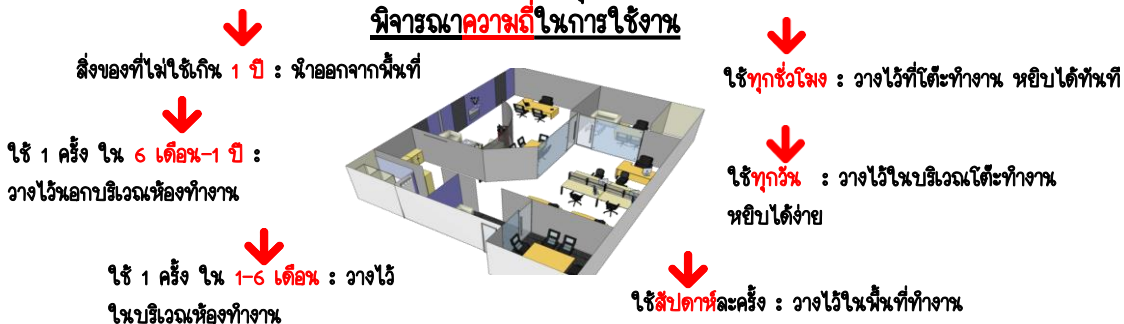 พิจารณาความถี่ในการใช้งาน
สิ่งของที่ไม่ใช้เกิน 1 ปี : นำออกจากพื้นที่
ใช้ 1 ครั้ง ใน 6 เดือน-1 ปี :
วางไว้นอกบริเวณห้องทำงาน
ใช้ 1 ครั้ง ใน 1-6 เดือน : วางไว้
ในบริเวณห้องทำงาน
ใช้ทุกชั่วโมง : วางไว้ที่โต๊ะทำงาน หยิบได้ทันที
ใช้ทุกวัน : วางไว้ในบริเวณโต๊ะทำงาน
หยิบได้ง่าย
ใช้สัปดาห์ละครั้ง : วางไว้ในพื้นที่ทำงาน